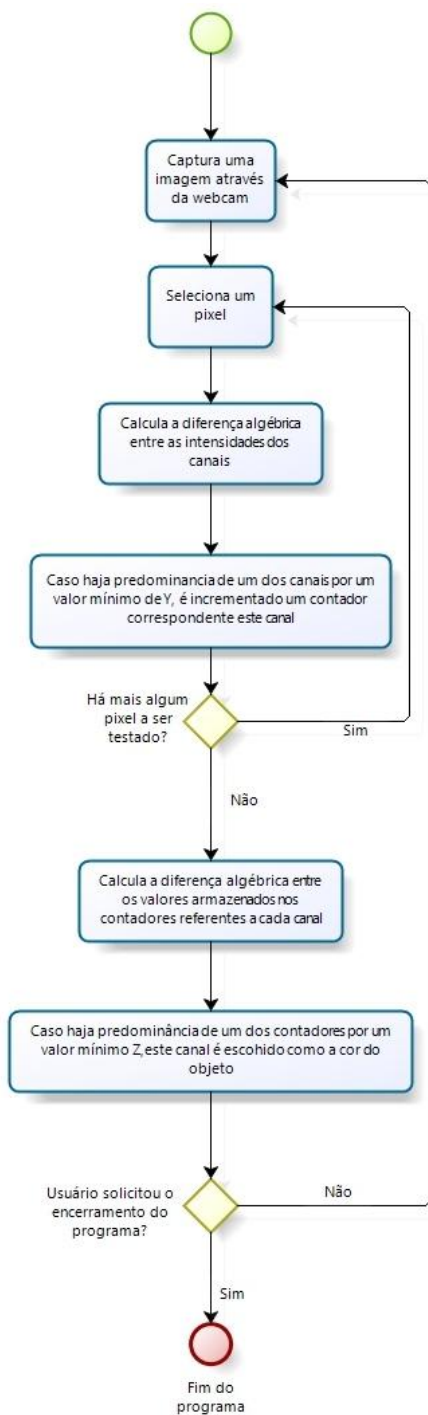 Captura uma
imagem através
da webcam
Seleciona um
pixel
Calcula a diferença algébrica
entre as intensidades dos
canais
Caso haja predominancia de um dos canais por um
valor mínimo de Y, é incrementado um contador
correspondente este canal
Há mais algum
pixel a ser
testado?
Sim
Não
Calcula a diferença algébrica entre
os valores armazenados nos
contadores referentes a cada canal
Caso haja predominância de um dos contadores por um
valor mínimo Z, este canal é escohido como a cor do
objeto
Usuário solicitou o
encerramento do
programa?
Não
Sim
Fim do
programa